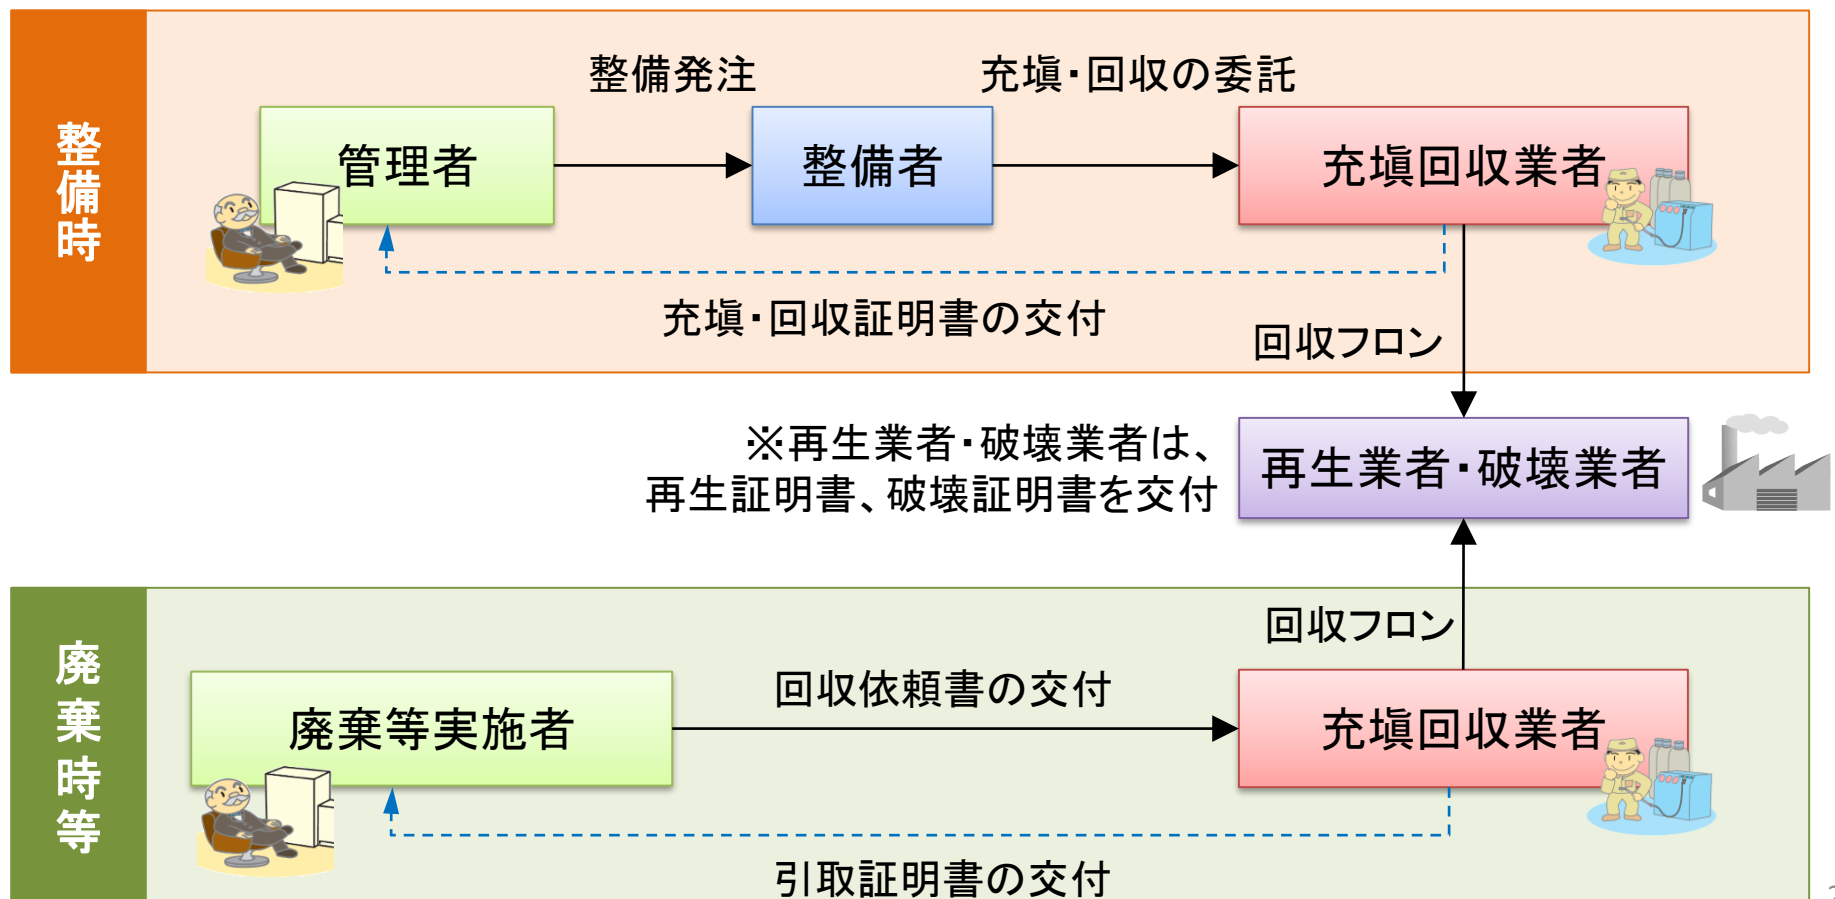 整備時
整備発注
充塡・回収の委託
管理者
整備者
充塡回収業者
充塡・回収証明書の交付
回収フロン
※再生業者・破壊業者は、
再生証明書、破壊証明書を交付
再生業者・破壊業者
廃棄時等
回収フロン
回収依頼書の交付
廃棄等実施者
充塡回収業者
引取証明書の交付